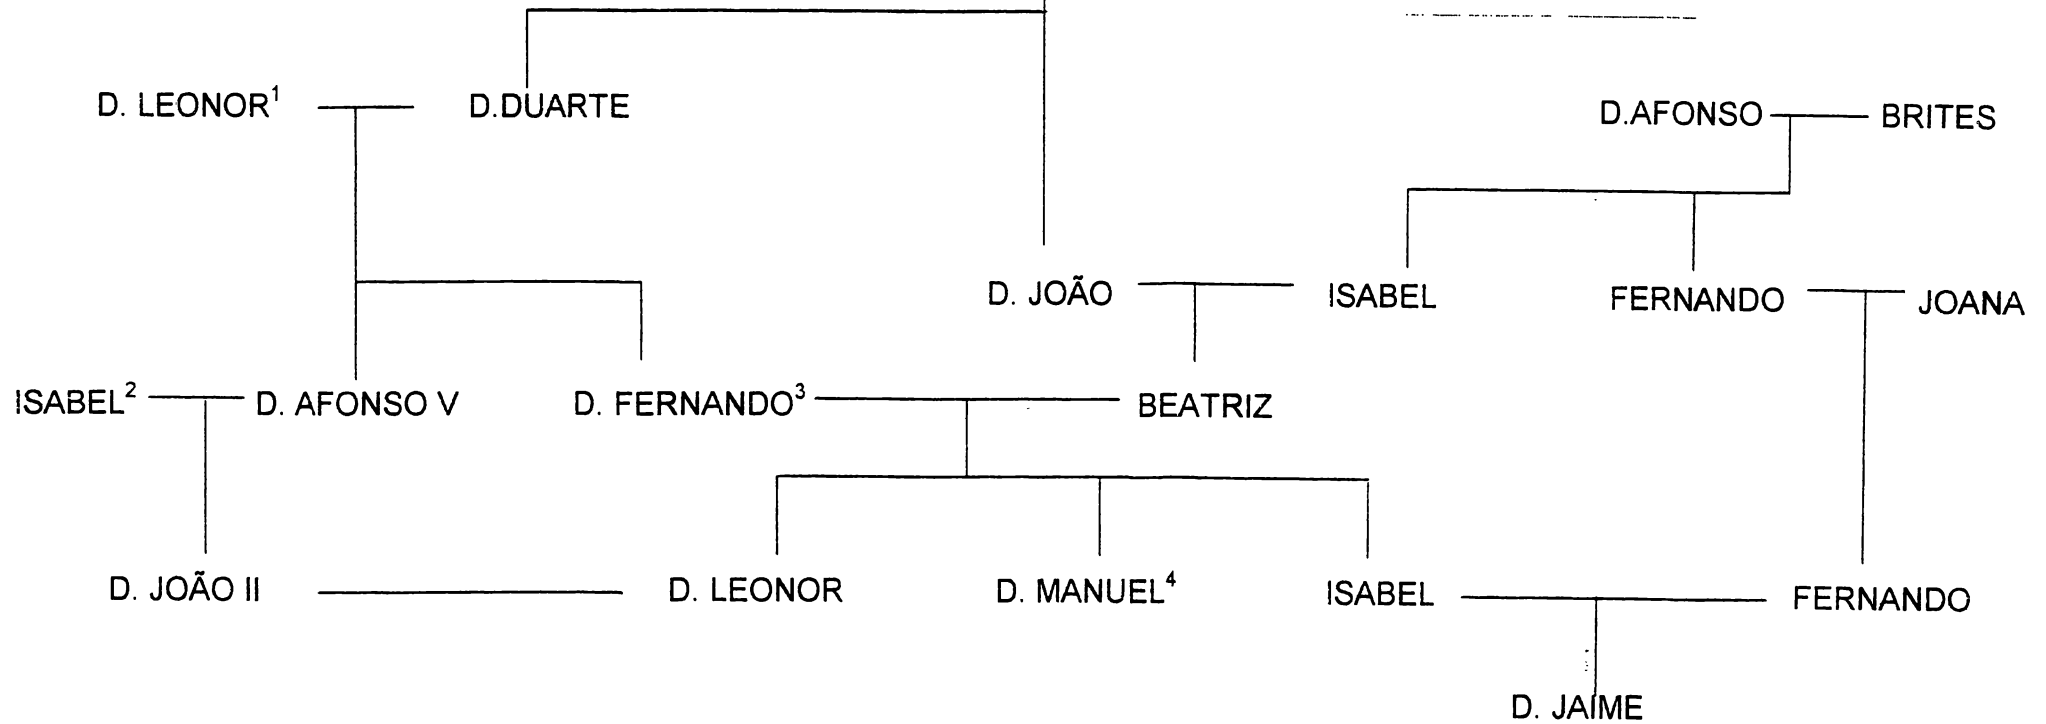 D. LEONOR¹ D.DUARTE D.AFONSO BRITES
D. JOÃO ISABEL FERNANDO JOANA
ISABEL² D. AFONSO V D. FERNANDO³ BEATRIZ
D. JOÃO II D. LEONOR D. MANUEL⁴ ISABEL FERNANDO
D. JAIME